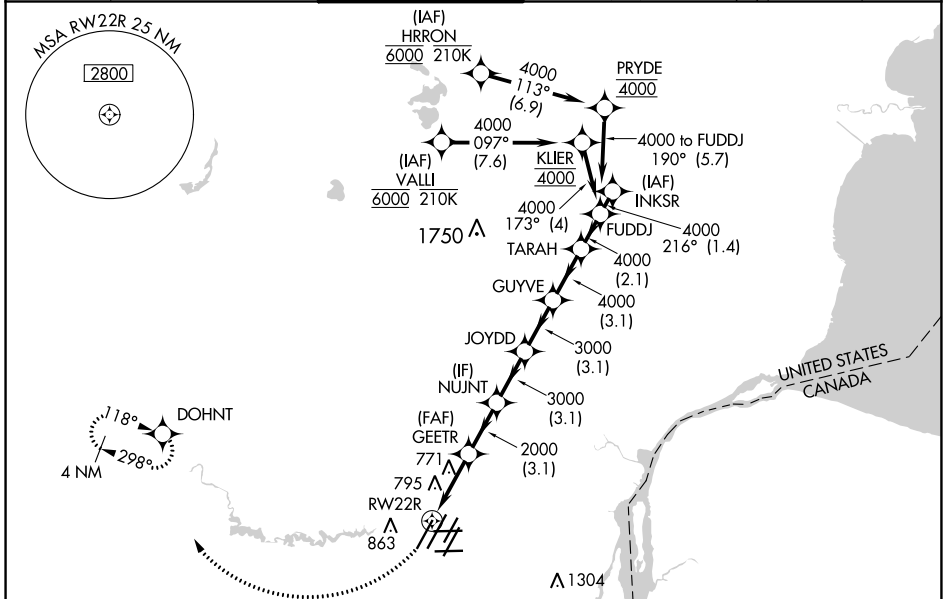 MSA RW22R 25 NM
2800
(IAF)
HRRON
6000 210K
4000
113°
(6.9)
PRYDE
4000
4000
097°
(7.6)
(IAF)
VALLI
6000 210K
KLIER
4000
4000 to FUDDJ
190° (5.7)
(IAF)
INKSR
4000
173° (4)
FUDDJ
4000
216° (1.4)
1750
TARAH
4000
(2.1)
GUYVE
4000
(3.1)
JOYDD
3000
(3.1)
(IF)
NUJNT
3000
(3.1)
(FAF)
GEETR
2000
(3.1)
771
795
RW22R
863
118°
DOHNT
298°
4 NM
UNITED STATES
CANADA
1304